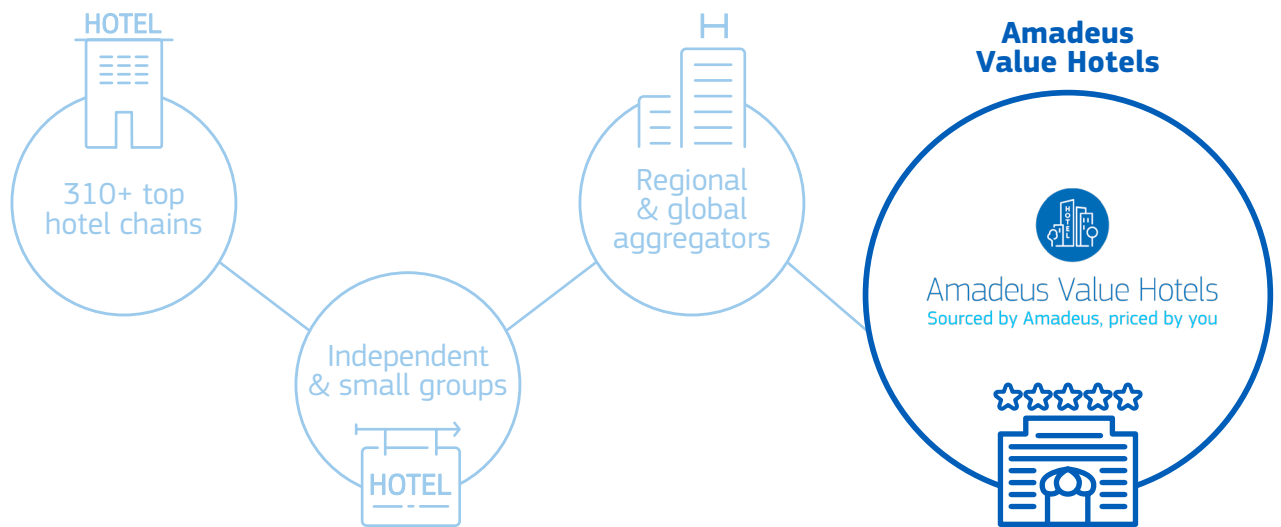 HOTEL
310+ top
hotel chains
Independent
& small groups
HOTEL
H
Regional
& global
aggregators
Amadeus
Value Hotels
HOTEL
Amadeus Value Hotels
Sourced by Amadeus, priced by you